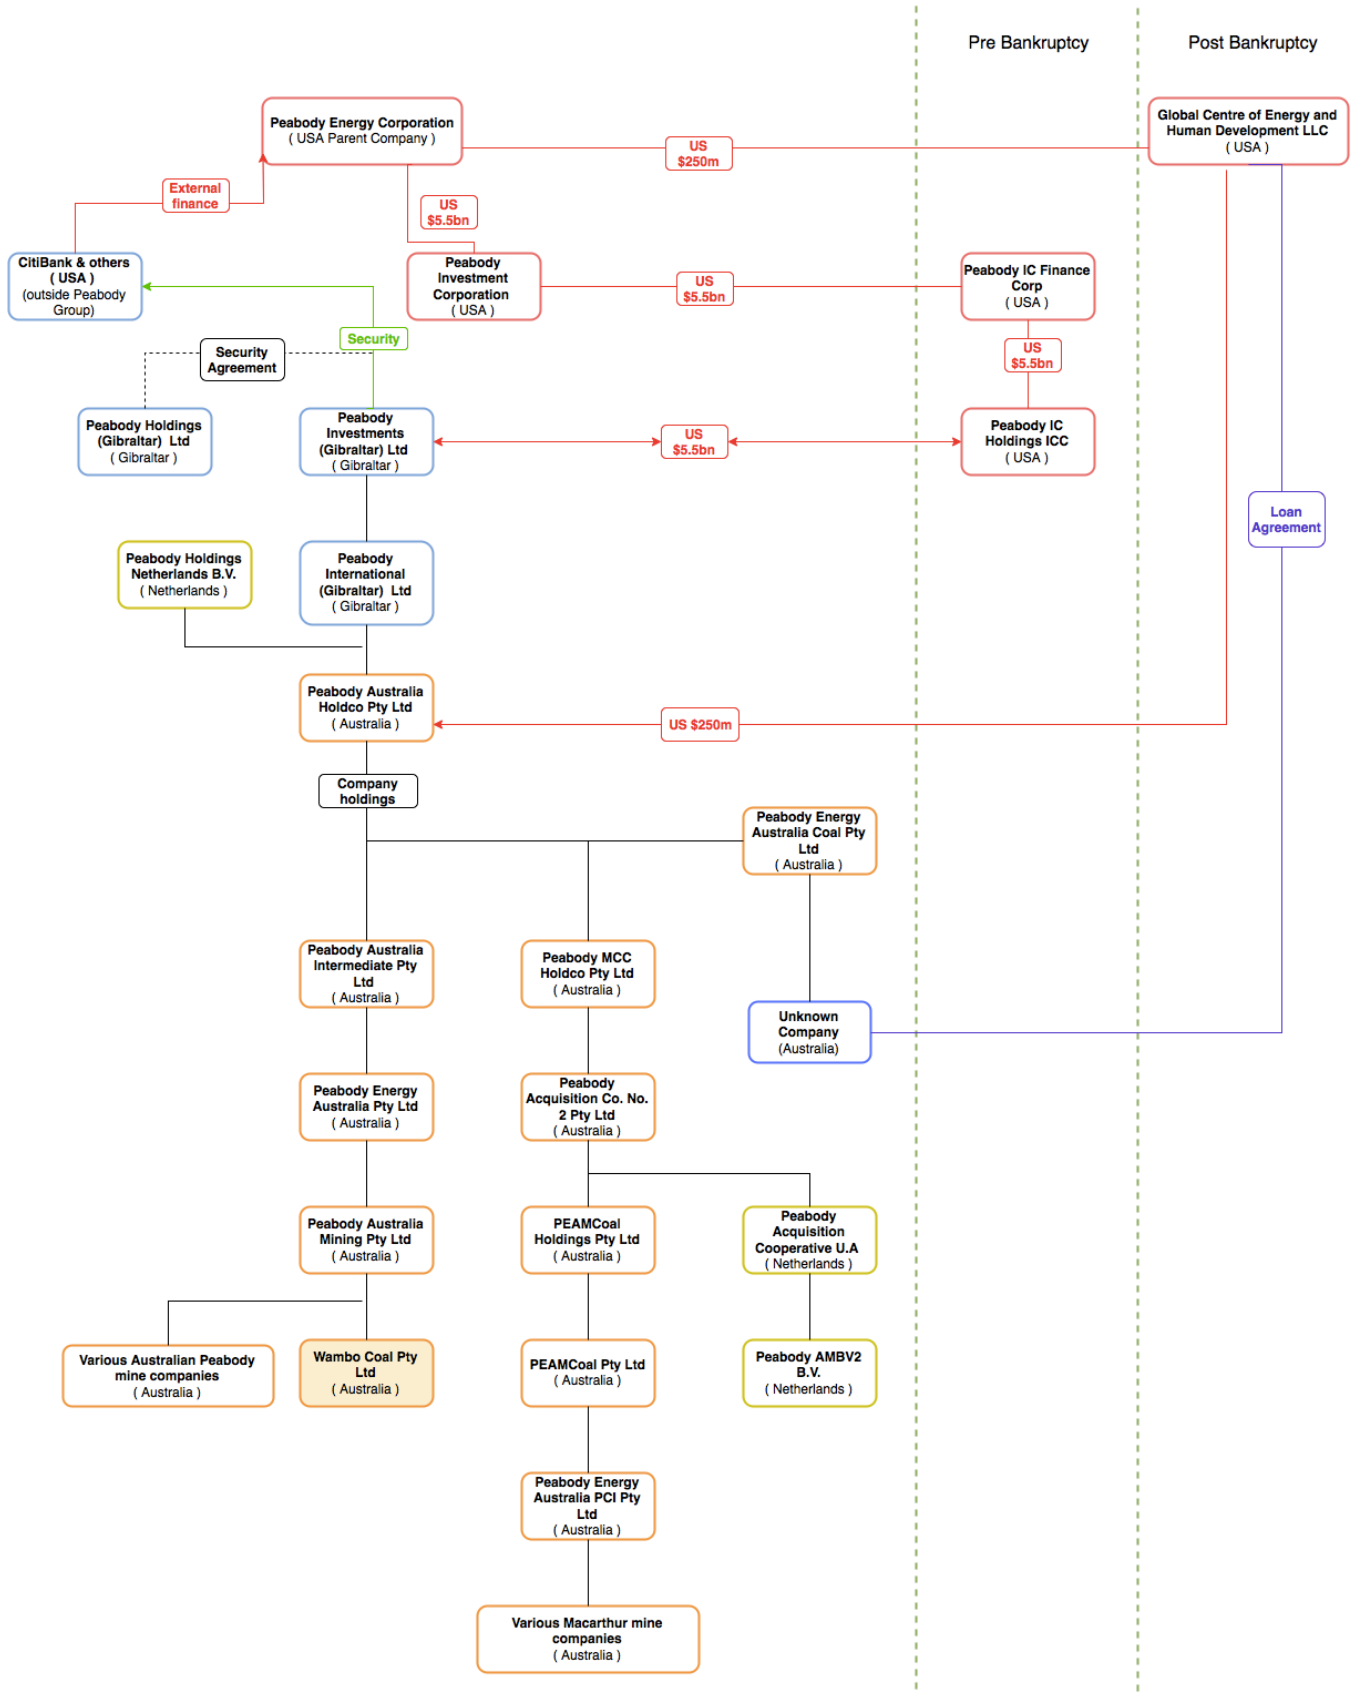 Pre Bankruptcy
Post Bankruptcy
Peabody Energy Corporation
( USA Parent Company )
US
$250m
Global Centre of Energy and
Human Development LLC
( USA )
External
finance
US
$5.5bn
CitiBank & others
( USA )
(outside Peabody
Group)
Peabody
Investment
Corporation
( USA )
US
$5.5bn
Peabody IC Finance
Corp
( USA )
Security
Security
Agreement
US
$5.5bn
Peabody Holdings
(Gibraltar) Ltd
( Gibraltar )
Peabody
Investments
(Gibraltar) Ltd
( Gibraltar )
US
$5.5bn
Peabody IC
Holdings ICC
( USA )
Loan
Agreement
Peabody Holdings
Netherlands B.V.
( Netherlands )
Peabody
International
(Gibraltar) Ltd
( Gibraltar )
Peabody Australia
Holdco Pty Ltd
( Australia )
US $250m
Company
holdings
Peabody Energy
Australia Coal Pty
Ltd
( Australia )
Peabody Australia
Intermediate Pty
Ltd
( Australia )
Peabody MCC
Holdco Pty Ltd
( Australia )
Unknown
Company
(Australia)
Peabody Energy
Australia Pty Ltd
( Australia )
Peabody
Acquisition Co. No.
2 Pty Ltd
( Australia )
Peabody Australia
Mining Pty Ltd
( Australia )
PEAMCoal
Holdings Pty Ltd
( Australia )
Peabody
Acquisition
Cooperative U.A
( Netherlands )
Various Australian Peabody
mine companies
( Australia )
Wambo Coal Pty
Ltd
( Australia )
PEAMCoal Pty Ltd
( Australia )
Peabody AMBV2
B.V.
( Netherlands )
Peabody Energy
Australia PCI Pty
Ltd
( Australia )
Various Macarthur mine
companies
( Australia )